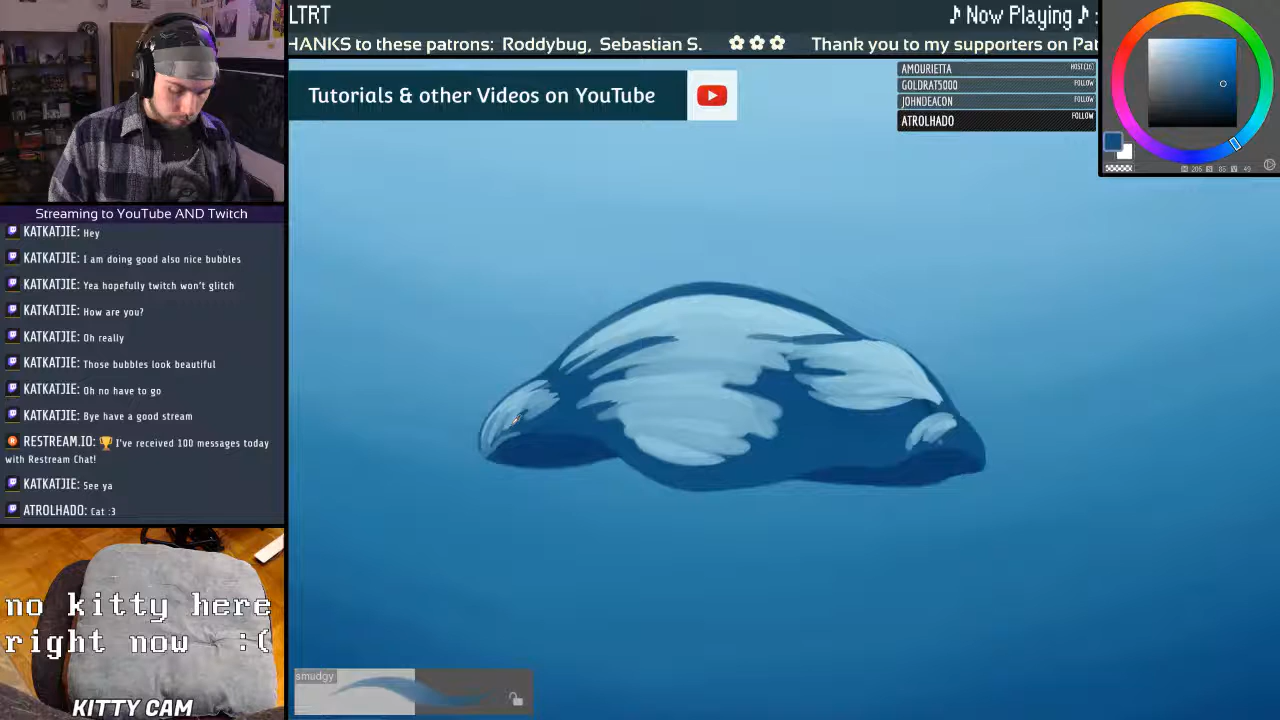 LTRT
♪ Now Playing ♪ :
HANKS to these patrons: Roddybug, Sebastian S. ✿ ✿ ✿ Thank you to my supporters on Pat
Tutorials & other Videos on YouTube
AMOURIETTA HOST (26)
GOLDRAT5000 FOLLOW
JOHNDEACON FOLLOW
ATROLHADO FOLLOW
Streaming to YouTube AND Twitch
KATKATJIE: Hey
KATKATJIE: I am doing good also nice bubbles
KATKATJIE: Yea hopefully twitch won't glitch
KATKATJIE: How are you?
KATKATJIE: Oh really
KATKATJIE: Those bubbles look beautiful
KATKATJIE: Oh no have to go
KATKATJIE: Bye have a good stream
RESTREAM.IO: 🏆 I've received 100 messages today
with Restream Chat!
KATKATJIE: See ya
ATROLHADO: Cat :3
no kitty here
right now :(
KITTY CAM
smudgy